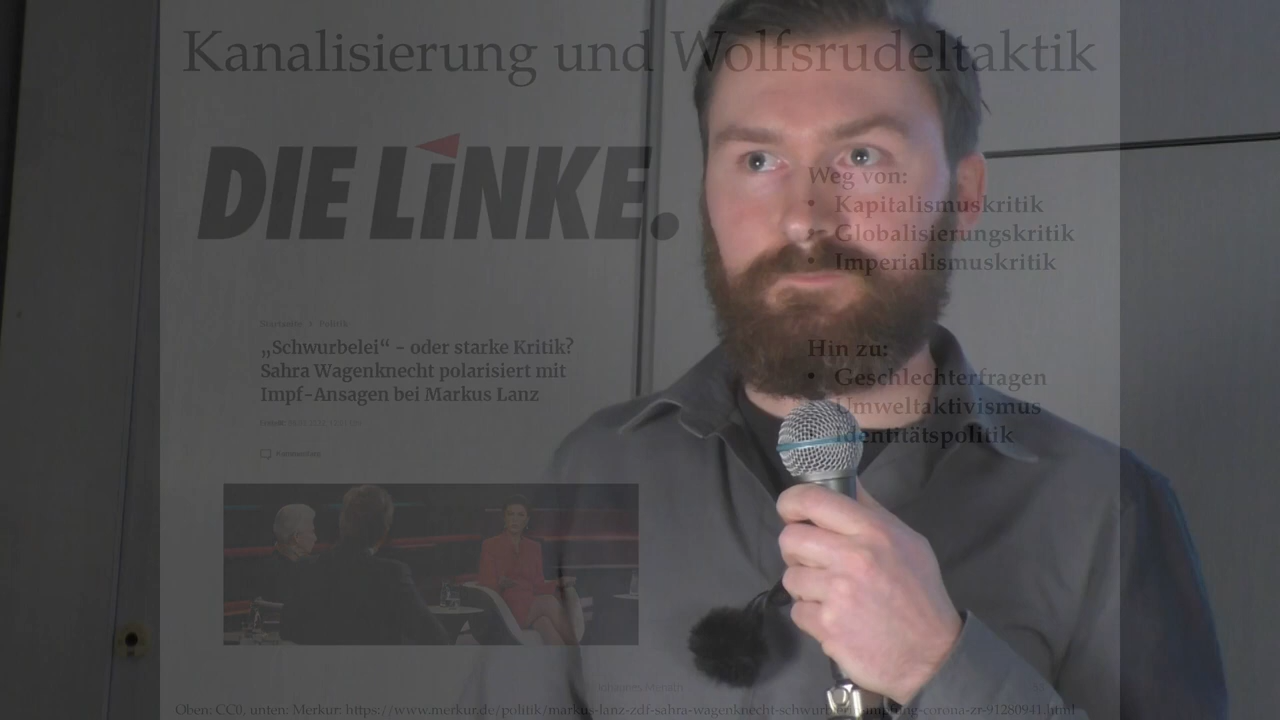 Kanalisierung und Wolfsrudeltaktik
DIE LINKE.
Weg von:
• Kapitalismuskritik
• Globalisierungskritik
• Imperialismuskritik
Startseite > Politik
„Schwurbelei“ – oder starke Kritik?
Sahra Wagenknecht polarisiert mit
Impf-Ansagen bei Markus Lanz
Hin zu:
• Geschlechterfragen
• Umweltaktivismus
• Identitätspolitik
Oben: CC0, unten: Merkur: https://www.merkur.de/politik/markus-lanz-zdf-sahra-wagenknecht-